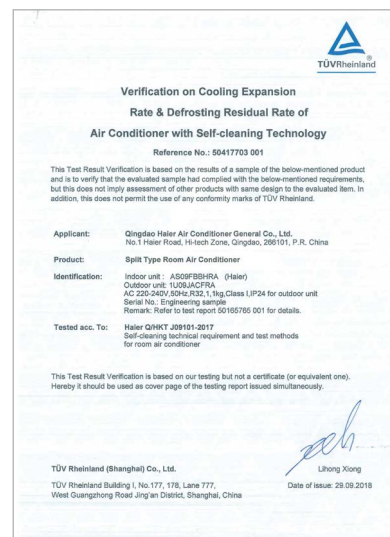 TÜVRheinland
Verification on Cooling Expansion
Rate & Defrosting Residual Rate of
Air Conditioner with Self-cleaning Technology
Reference No.: 50417703 001
This Test Result Verification is based on the results of a sample of the below-mentioned product
and is to verify that the evaluated sample had complied with the below-mentioned requirements,
but this does not imply assessment of other products with same design to the evaluated item. In
addition, this does not permit the use of any conformity marks of TÜV Rheinland.
Applicant: Qingdao Haier Air Conditioner General Co., Ltd.
No.1 Haier Road, Hi-tech Zone, Qingdao, 266101, P.R. China
Product: Split Type Room Air Conditioner
Identification: Indoor unit : AS09FBBHRA (Haier)
Outdoor unit: 1U09JACFRA
AC 220-240V,50Hz,R32,1,1kg,Class I,IP24 for outdoor unit
Serial No.: Engineering sample
Remark: Refer to test report 50165765 001 for details.
Tested acc. To: Haier Q/HKT J09101-2017
Self-cleaning technical requirement and test methods
for room air conditioner
This Test Result Verification is based on our testing but not a certificate (or equivalent one).
Hereby it should be used as cover page of the testing report issued simultaneously.
TÜV Rheinland (Shanghai) Co., Ltd.
Lihong Xiong
TÜV Rheinland Building I, No.177, 178, Lane 777,
West Guangzhong Road Jing'an District, Shanghai, China
Date of issue: 29.09.2018